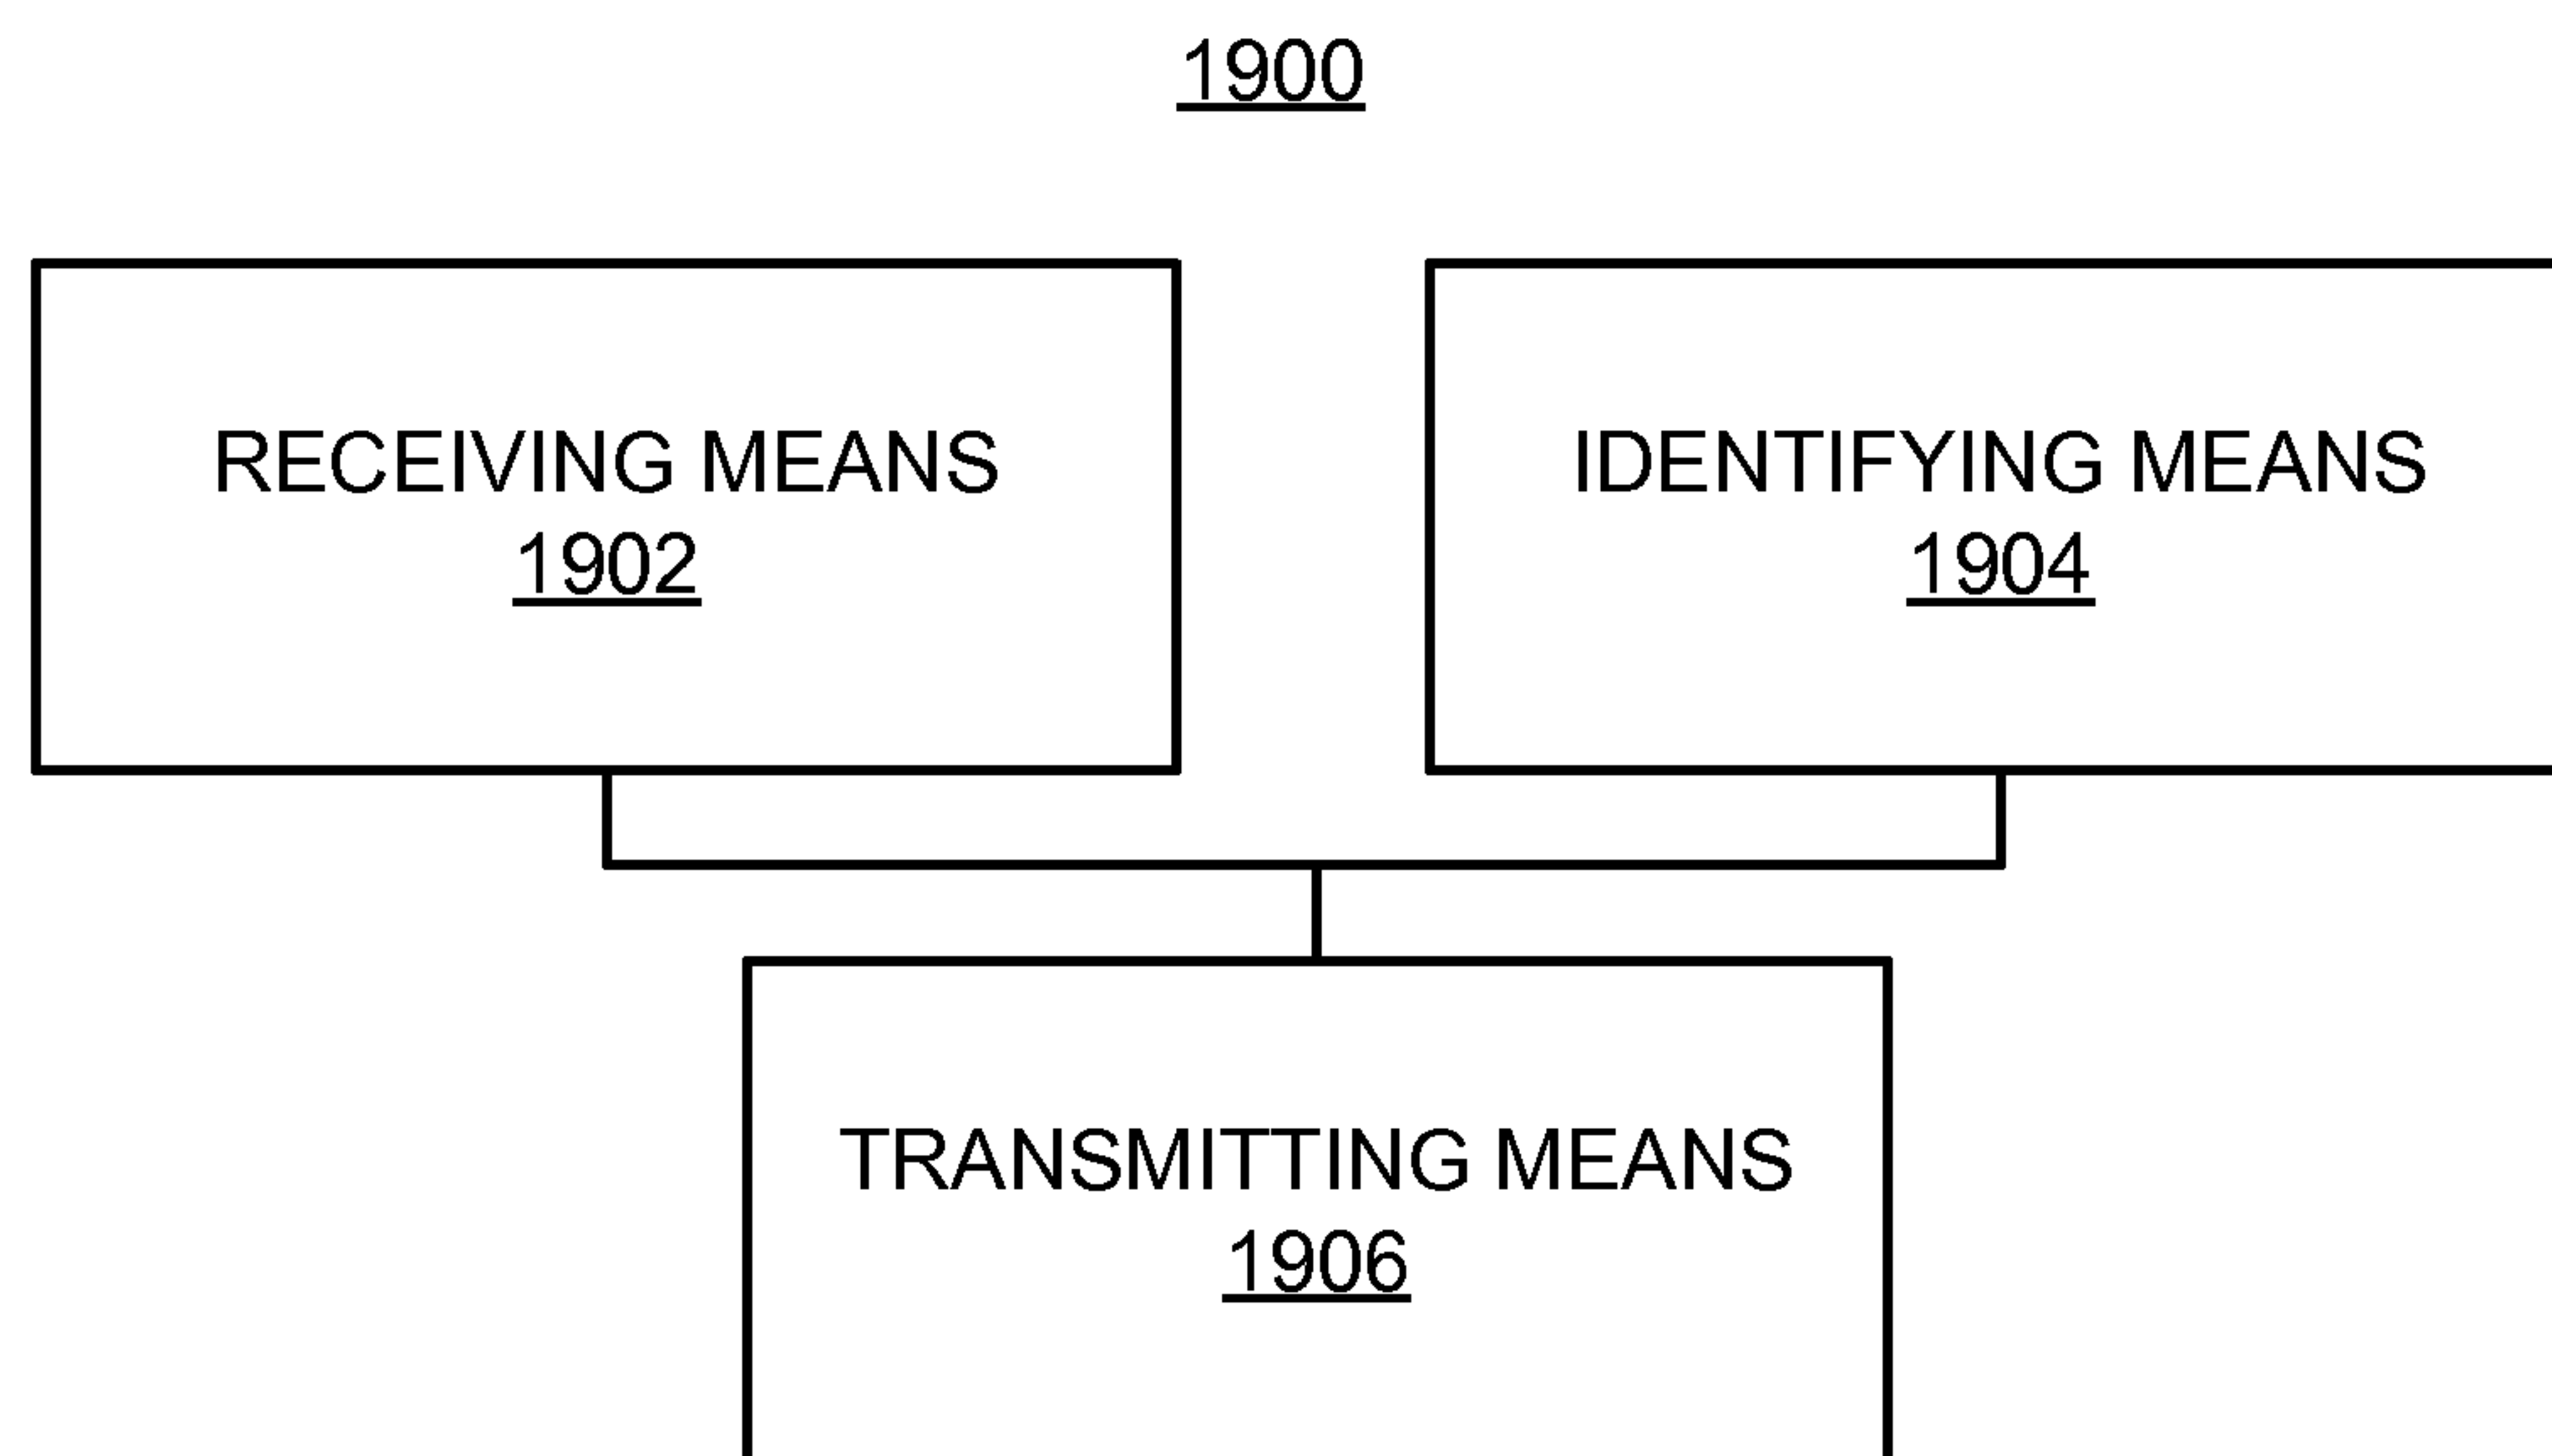 1900
RECEIVING MEANS
1902
IDENTIFYING MEANS
1904
TRANSMITTING MEANS
1906